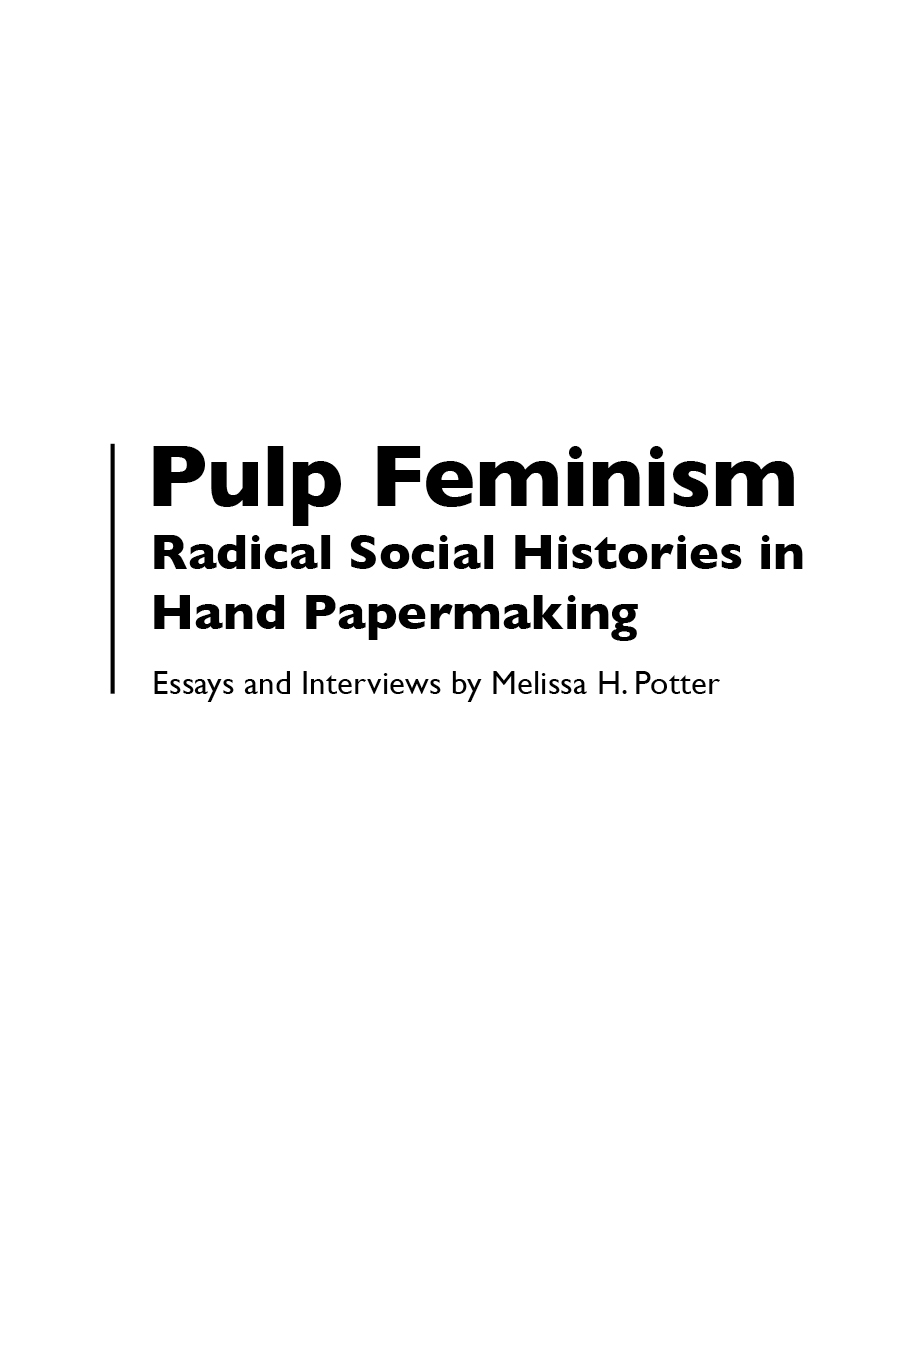 Pulp Feminism
Radical Social Histories in
Hand Papermaking
Essays and Interviews by Melissa H. Potter